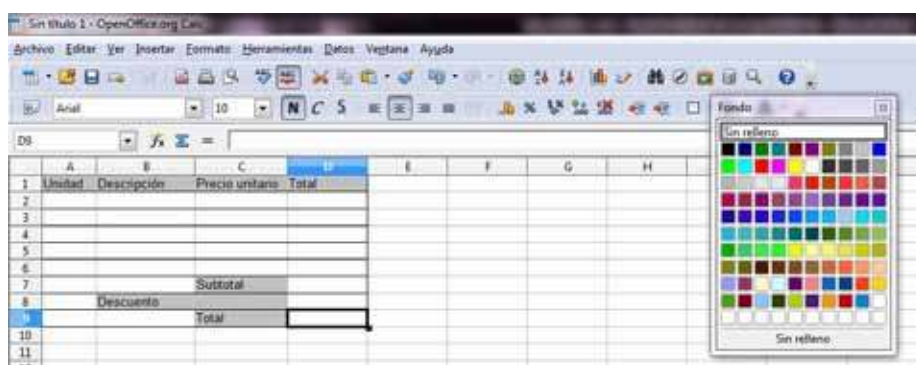 Sin título 1 - OpenOffice.org Calc
Archivo Editar Ver Insertar Formato Herramientas Datos Ventana Ayuda
Arial 10 N C S
Fondo
D9 =
Sin relleno
A B C D E F G H
1 Unidad Descripción Precio unitario Total
2
3
4
5
6
7 Subtotal
8 Descuento
9 Total
Sin relleno
10
11